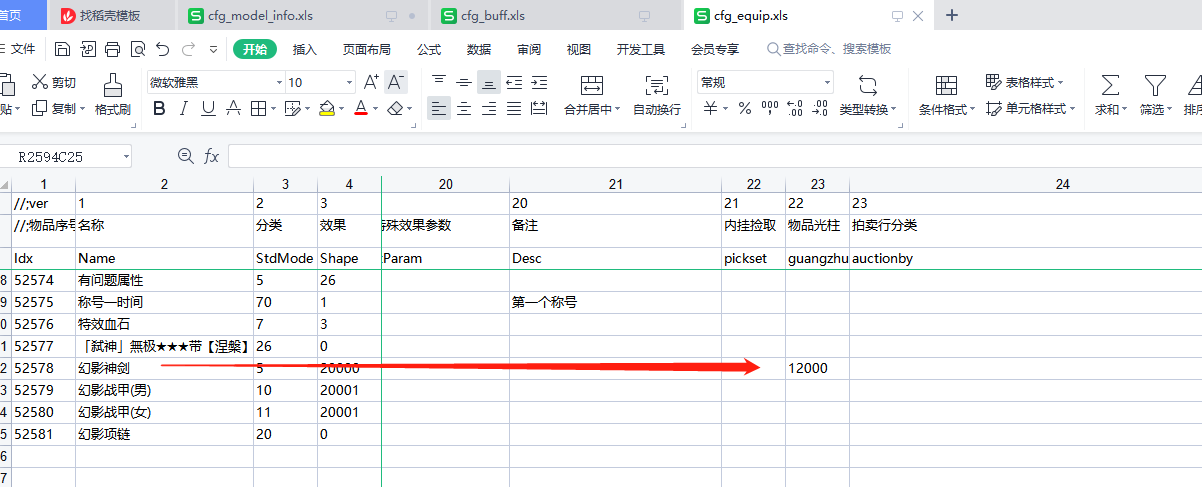 首页 找稻壳模板 cfg_model_info.xls cfg_buff.xls cfg_equip.xls
文件 开始 插入 页面布局 公式 数据 审阅 视图 开发工具 会员专享 查找命令、搜索模板
剪切 微软雅黑 10 A+ A- 常规 表格样式
贴 复制 格式刷 B I U A A 合并居中 自动换行 ¥ % 类型转换 条件格式 单元格样式 求和 筛选 排序
R2594C25 fx
1 2 3 4 20 21 22 23 24
//;ver 1 2 3 20 21 22 23
//;物品序号 名称 分类 效果 特殊效果参数 备注 内挂捡取 物品光柱 拍卖行分类
Idx Name StdMode Shape tParam Desc pickset guangzhu auctionby
8 52574 有问题属性 5 26
9 52575 称号一时间 70 1 第一个称号
0 52576 特效血石 7 3
1 52577 「弑神」無极★★★带【涅槃】 26 0
2 52578 幻影神剑 5 20000 12000
3 52579 幻影战甲(男) 10 20001
4 52580 幻影战甲(女) 11 20001
5 52581 幻影项链 20 0
6
7